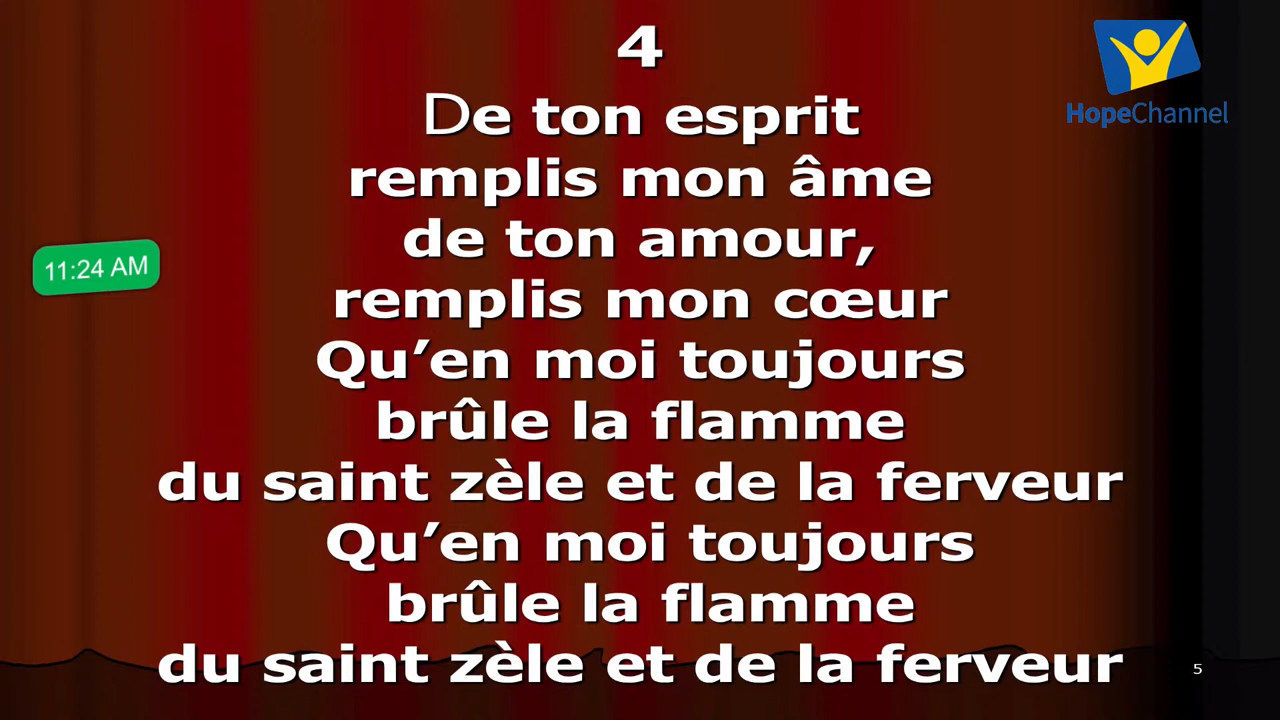 4
De ton esprit
remplis mon âme
de ton amour,
remplis mon cœur
Qu’en moi toujours
brûle la flamme
du saint zèle et de la ferveur
Qu’en moi toujours
brûle la flamme
du saint zèle et de la ferveur
HopeChannel
11:24 AM
5